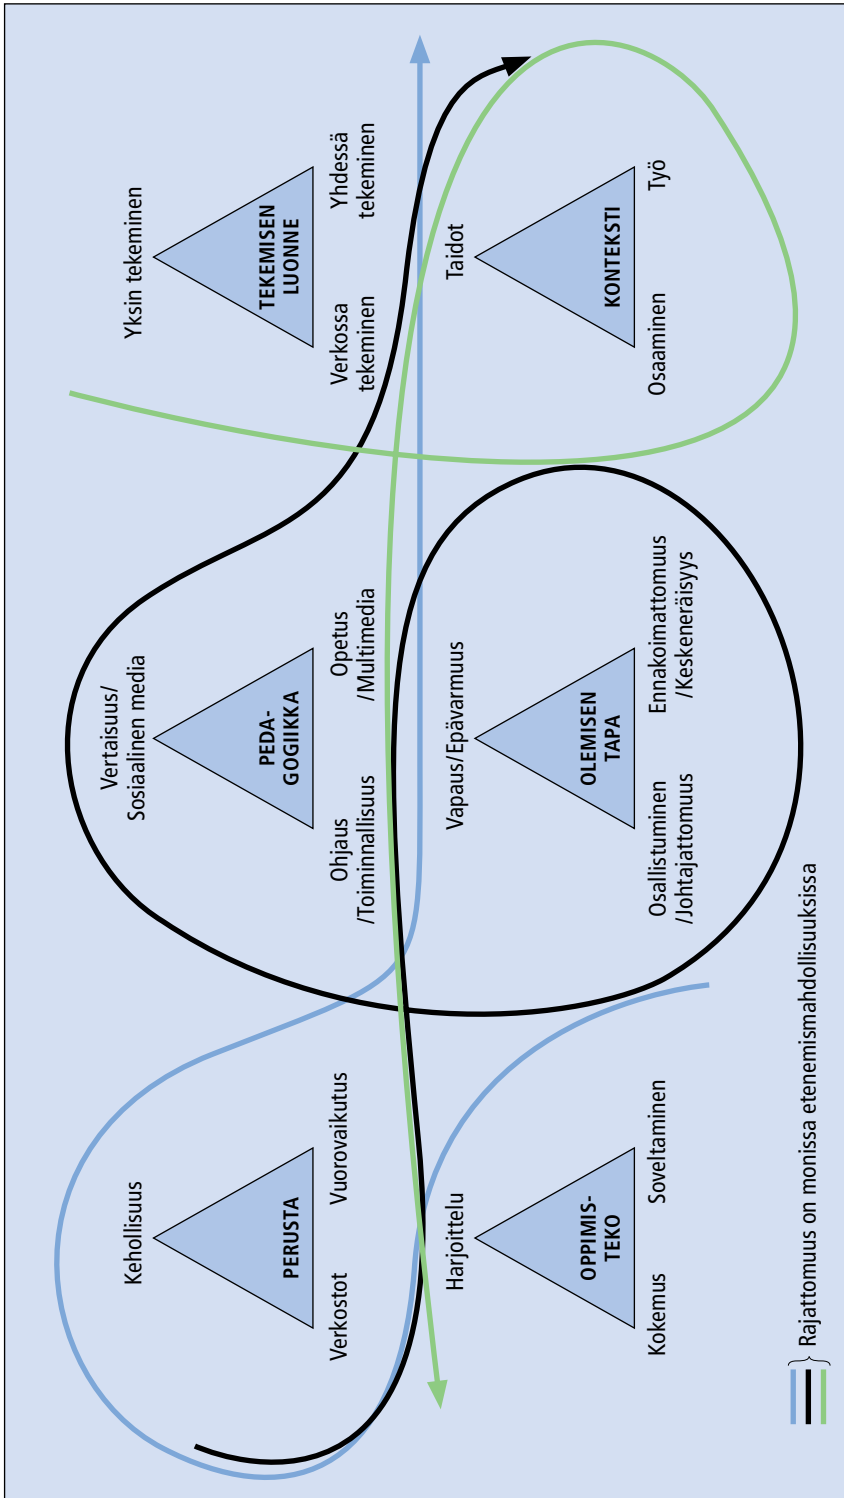 Kehollisuus
PERUSTA
Verkostot
Vuorovaikutus
Vertaisuus/
Sosiaalinen media
PEDA-
GOGIIKKA
Ohjaus
/Toiminnallisuus
Opetus
/Multimedia
Yksin tekeminen
TEKEMISEN
LUONNE
Verkossa
tekeminen
Yhdessä
tekeminen
Harjoittelu
OPPIMIS-
TEKO
Kokemus
Soveltaminen
Vapaus/Epävarmuus
OLEMISEN
TAPA
Osallistuminen
/Johtajattomuus
Ennakoimattomuus
/Keskeneräisyys
Taidot
KONTEKSTI
Osaaminen
Työ
Rajattomuus on monissa etenemismahdollisuuksissa